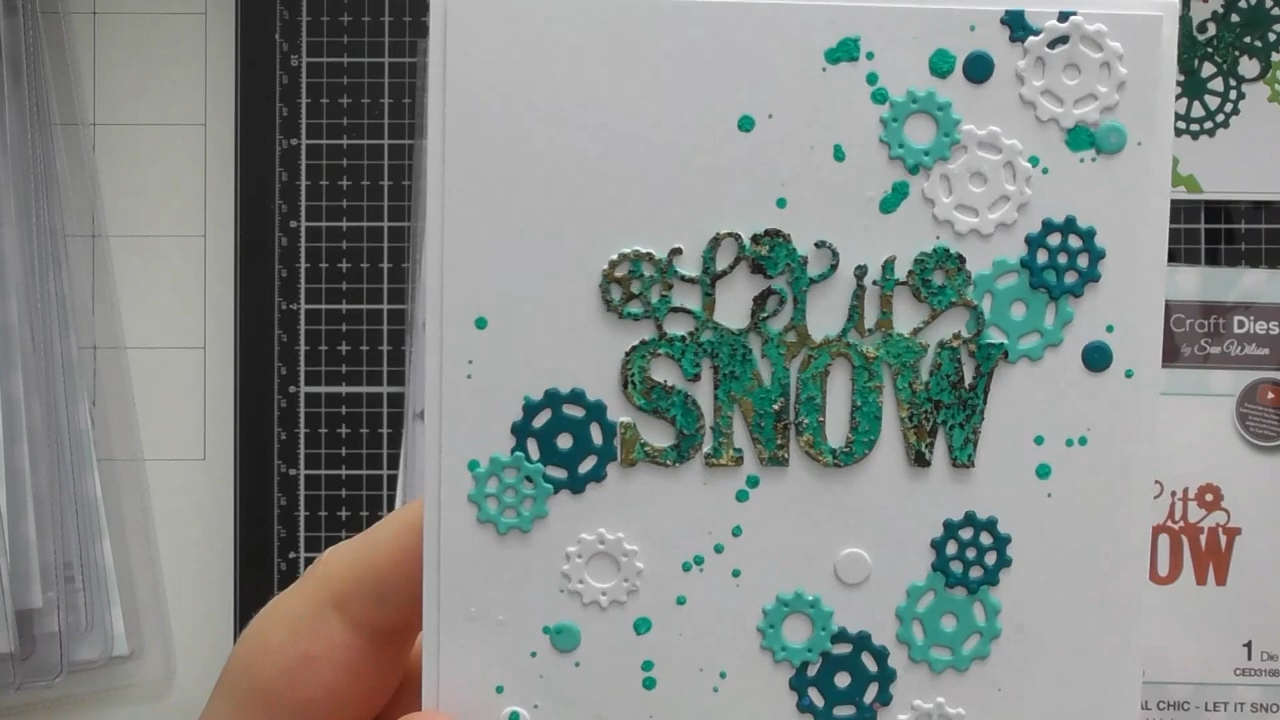 Let it
SNOW
Craft Dies
by Sue Wilson
it
OW
1 Die
CED3168
AL CHIC - LET IT SNO